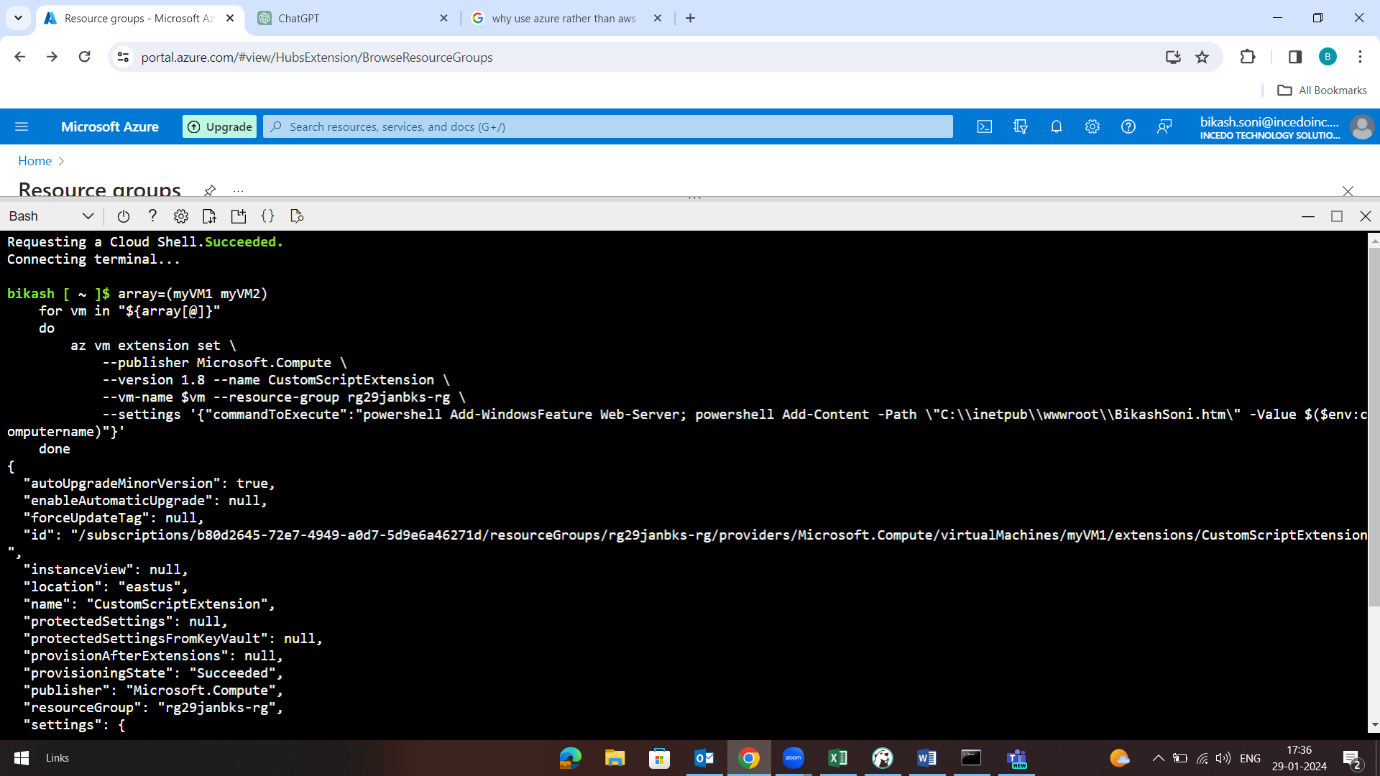 Resource groups - Microsoft Az
ChatGPT
why use azure rather than aws
portal.azure.com/#view/HubsExtension/BrowseResourceGroups
B
All Bookmarks
Microsoft Azure
Upgrade
Search resources, services, and docs (G+/)
bikash.soni@incedoinc....
INCEDO TECHNOLOGY SOLUTIO...
Home >
Resource groups
...
Bash
? {}
Requesting a Cloud Shell.Succeeded.
Connecting terminal...
bikash [ ~ ]$ array=(myVM1 myVM2)
for vm in "${array[@]}"
do
az vm extension set \
--publisher Microsoft.Compute \
--version 1.8 --name CustomScriptExtension \
--vm-name $vm --resource-group rg29janbks-rg \
--settings '{"commandToExecute":"powershell Add-WindowsFeature Web-Server; powershell Add-Content -Path \"C:\\inetpub\\wwwroot\\BikashSoni.htm\" -Value $($env:c
omputername)"}'
done
{
"autoUpgradeMinorVersion": true,
"enableAutomaticUpgrade": null,
"forceUpdateTag": null,
"id": "/subscriptions/b80d2645-72e7-4949-a0d7-5d9e6a46271d/resourceGroups/rg29janbks-rg/providers/Microsoft.Compute/virtualMachines/myVM1/extensions/CustomScriptExtension
",
"instanceView": null,
"location": "eastus",
"name": "CustomScriptExtension",
"protectedSettings": null,
"protectedSettingsFromKeyVault": null,
"provisionAfterExtensions": null,
"provisioningState": "Succeeded",
"publisher": "Microsoft.Compute",
"resourceGroup": "rg29janbks-rg",
"settings": {
Links
zoom
NEW
ENG
17:36
29-01-2024
2